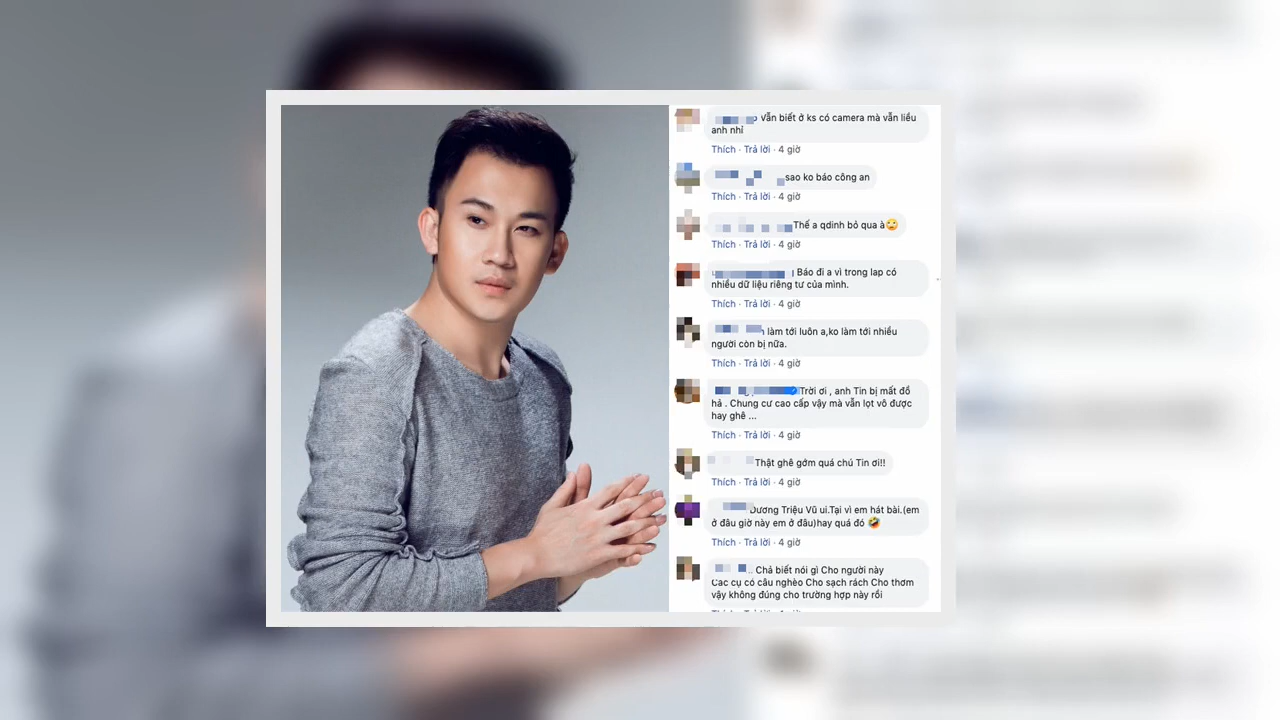 Vẫn biết ở ks có camera mà vẫn liều
anh nhỉ
Thích · Trả lời · 4 giờ
sao ko báo công an
Thích · Trả lời · 4 giờ
Thế a qdinh bỏ qua à🙄
Thích · Trả lời · 4 giờ
Báo đi a vì trong lap có
nhiều dữ liệu riêng tư của mình.
Thích · Trả lời · 4 giờ
làm tới luôn a,ko làm tới nhiều
người còn bị nữa.
Thích · Trả lời · 4 giờ
Trời ơi , anh Tin bị mất đồ
hả . Chung cư cao cấp vậy mà vẫn lọt vô được
hay ghê ...
Thích · Trả lời · 4 giờ
Thật ghê gớm quá chú Tin ơi!!
Thích · Trả lời · 4 giờ
Dương Triệu Vũ ui.Tại vì em hát bài.(em
ở đâu giờ này em ở đâu)hay quá đó 🤣
Thích · Trả lời · 4 giờ
.. Chả biết nói gì Cho người này
Các cụ có câu nghèo Cho sạch rách Cho thơm
vậy không đúng cho trường hợp này rồi